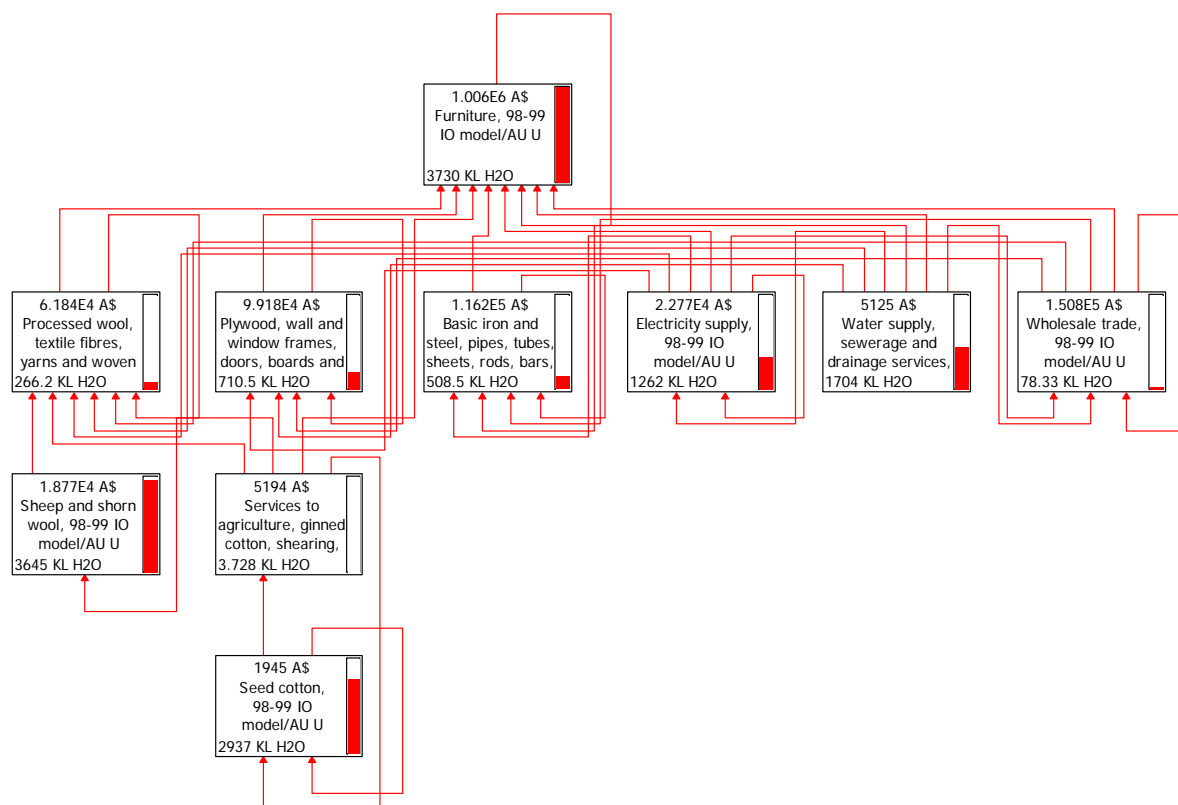 1.006E6 A$
Furniture, 98-99
IO model/AU U
3730 KL H2O
6.184E4 A$
Processed wool,
textile fibres,
yarns and woven
266.2 KL H2O
9.918E4 A$
Plywood, wall and
window frames,
doors, boards and
710.5 KL H2O
1.162E5 A$
Basic iron and
steel, pipes, tubes,
sheets, rods, bars,
508.5 KL H2O
2.277E4 A$
Electricity supply,
98-99 IO
model/AU U
1262 KL H2O
5125 A$
Water supply,
sewerage and
drainage services,
1704 KL H2O
1.508E5 A$
Wholesale trade,
98-99 IO
model/AU U
78.33 KL H2O
1.877E4 A$
Sheep and shorn
wool, 98-99 IO
model/AU U
3645 KL H2O
5194 A$
Services to
agriculture, ginned
cotton, shearing,
3.728 KL H2O
1945 A$
Seed cotton,
98-99 IO
model/AU U
2937 KL H2O